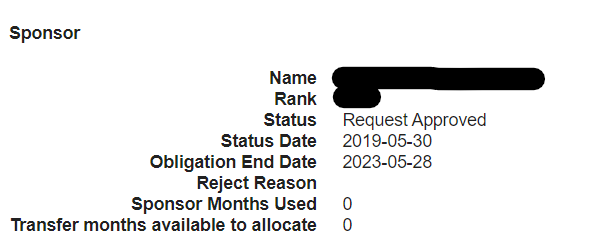 Sponsor
Name
Rank
Status Request Approved
Status Date 2019-05-30
Obligation End Date 2023-05-28
Reject Reason
Sponsor Months Used 0
Transfer months available to allocate 0